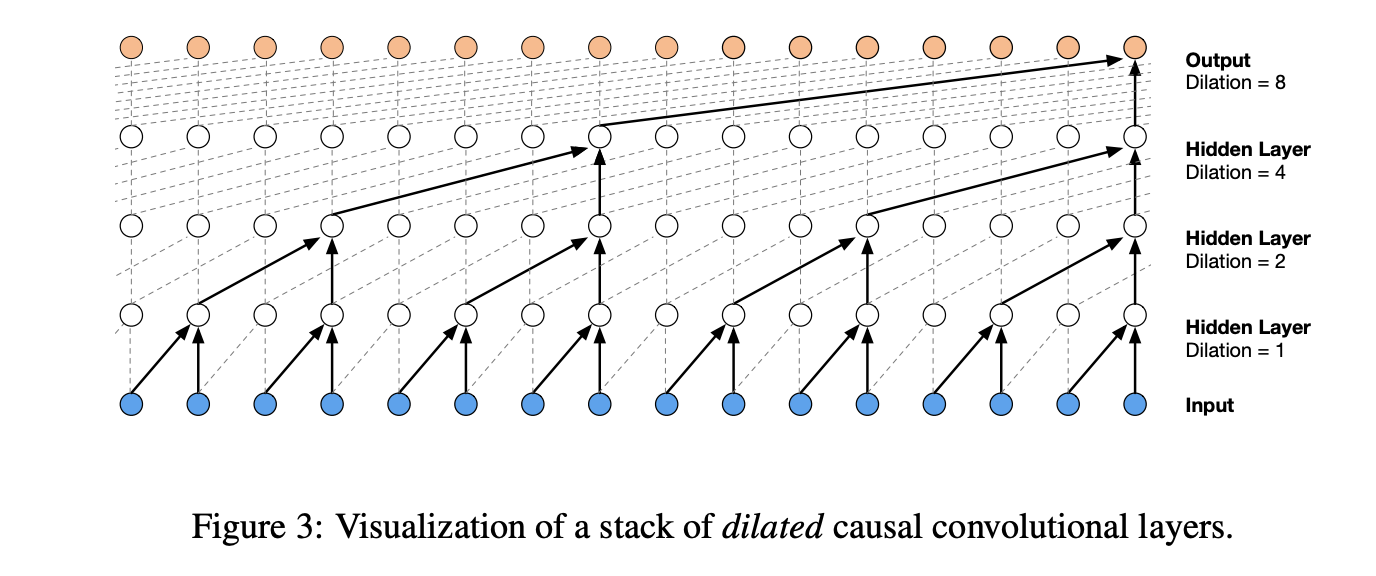 Output
Dilation = 8
Hidden Layer
Dilation = 4
Hidden Layer
Dilation = 2
Hidden Layer
Dilation = 1
Input
Figure 3: Visualization of a stack of dilated causal convolutional layers.